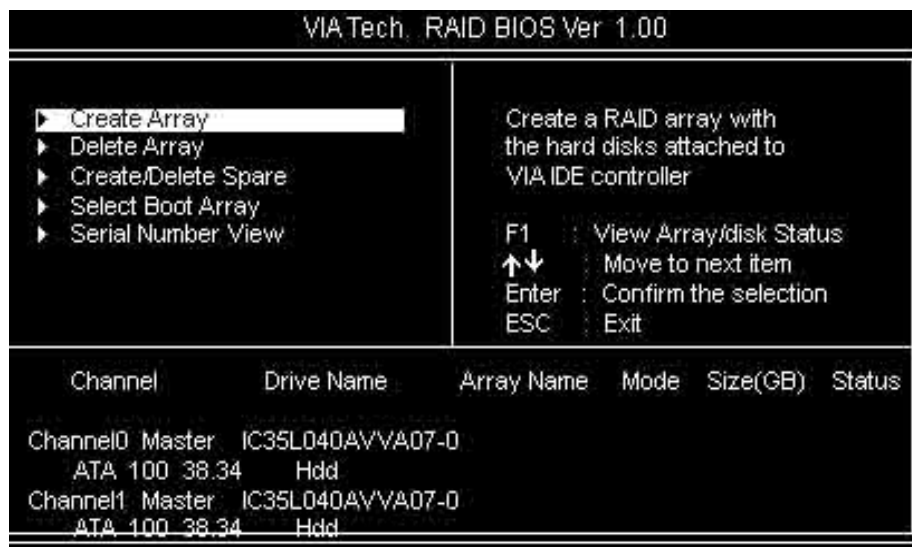 VIA Tech. RAID BIOS Ver 1.00
Create Array
Delete Array
Create/Delete Spare
Select Boot Array
Serial Number View
Create a RAID array with
the hard disks attached to
VIA IDE controller
F1 : View Array/disk Status
↑↓ : Move to next item
Enter : Confirm the selection
ESC : Exit
Channel Drive Name Array Name Mode Size(GB) Status
Channel0 Master IC35L040AVVA07-0
ATA 100 38.34 Hdd
Channel1 Master IC35L040AVVA07-0
ATA 100 38.34 Hdd